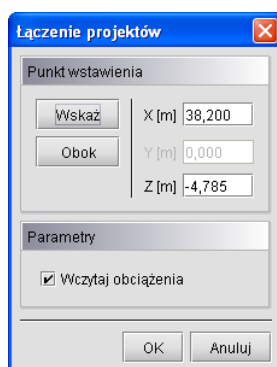 Łączenie projektów
Punkt wstawienia
Wskaż
X [m] 38,200
Obok
Y [m] 0,000
Z [m] -4,785
Parametry
Wczytaj obciążenia
OK Anuluj